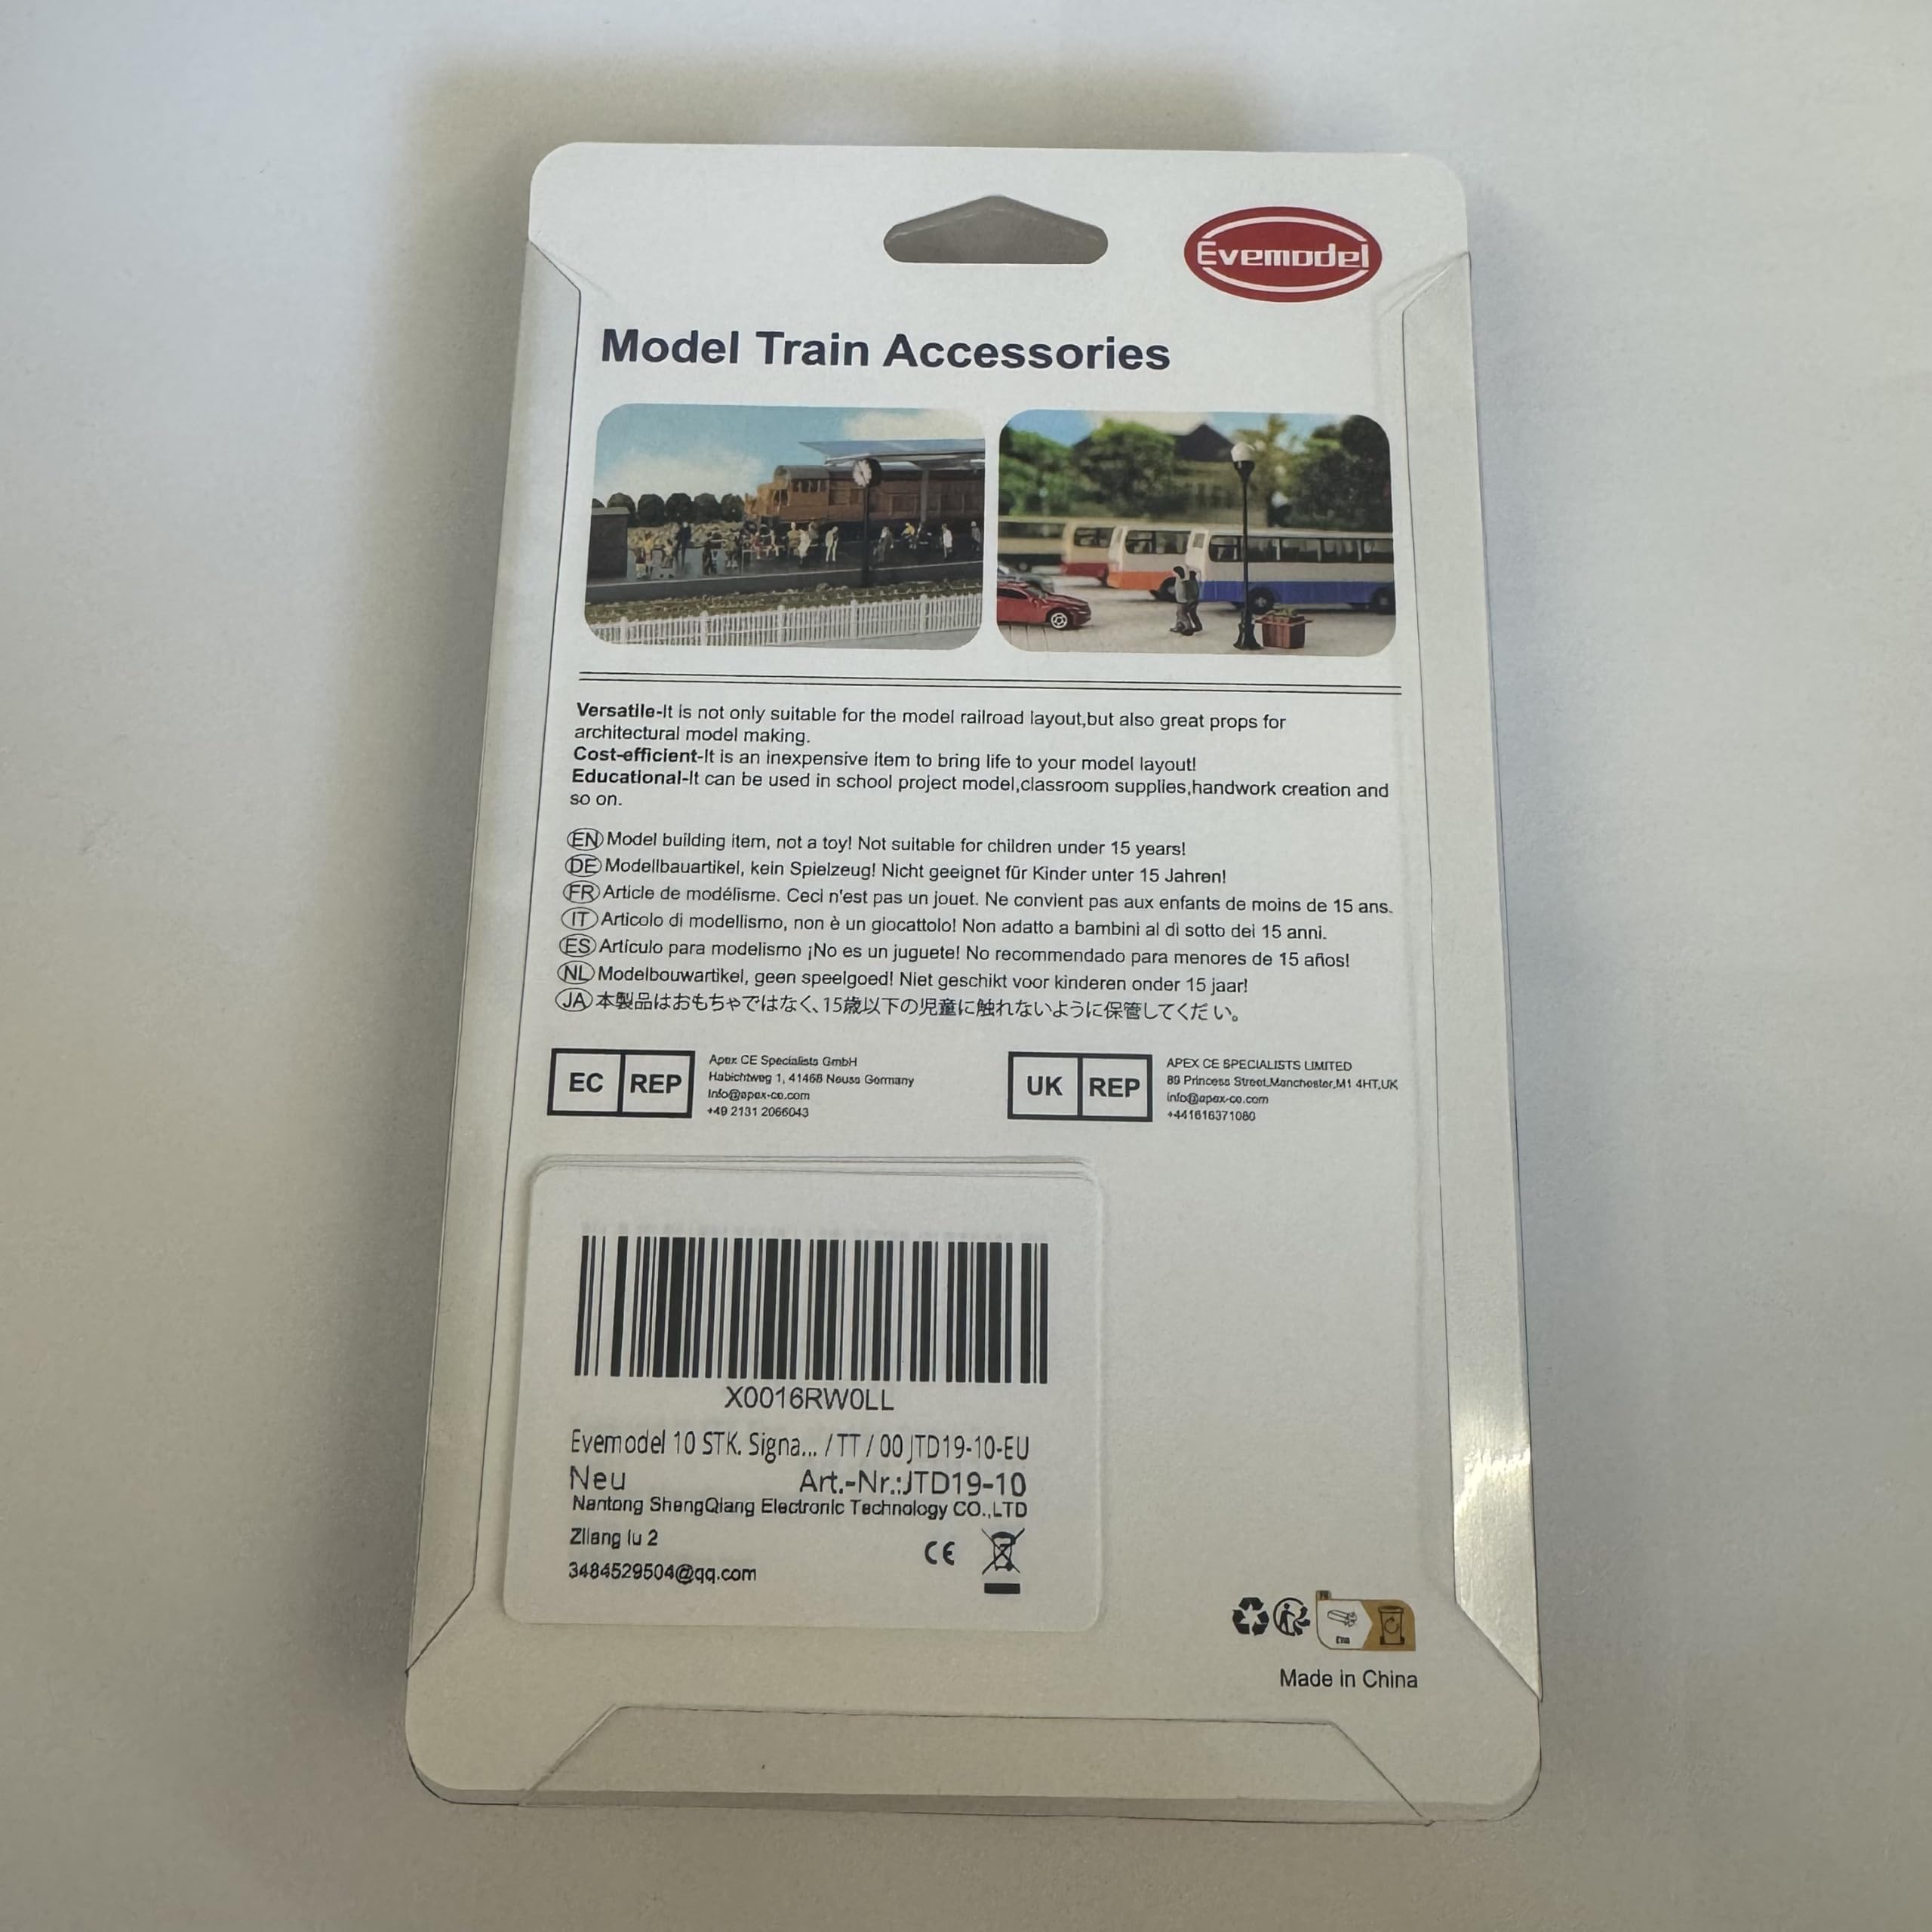 Evemodel
Model Train Accessories
Versatile-It is not only suitable for the model railroad layout,but also great props for
architectural model making.
Cost-efficient-It is an inexpensive item to bring life to your model layout!
Educational-It can be used in school project model,classroom supplies,handwork creation and
so on.
EN Model building item, not a toy! Not suitable for children under 15 years!
DE Modellbauartikel, kein Spielzeug! Nicht geeignet für Kinder unter 15 Jahren!
FR Article de modélisme. Ceci n'est pas un jouet. Ne convient pas aux enfants de moins de 15 ans.
IT Articolo di modellismo, non è un giocattolo! Non adatto a bambini al di sotto dei 15 anni.
ES Artículo para modelismo ¡No es un juguete! No recomendado para menores de 15 años!
NL Modelbouwartikel, geen speelgoed! Niet geschikt voor kinderen onder 15 jaar!
JA 本製品はおもちゃではなく、15歳以下の児童に触れないように保管してくだい。
EC REP
Apex CE Specialists GmbH
Habichtweg 1, 41468 Neuss Germany
Info@apex-ce.com
+49 2131 2066043
UK REP
APEX CE SPECIALISTS LIMITED
89 Princess Street,Manchester,M1 4HT,UK
info@apex-ce.com
+441616371080
X0016RW0LL
Evemodel 10 STK. Signa... / TT / 00 JTD19-10-EU
Neu Art.-Nr.:JTD19-10
Nantong ShengQiang Electronic Technology CO.,LTD
Ziliang lu 2
3484529504@qq.com
CE
Made in China